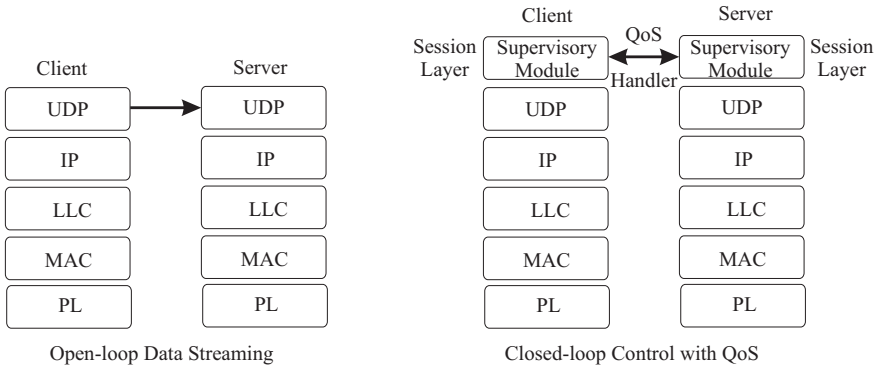 Client
Server
UDP
UDP
IP
IP
LLC
LLC
MAC
MAC
PL
PL
Open-loop Data Streaming
Client
Server
Session
Layer
Supervisory
Module
QoS
Handler
Supervisory
Module
Session
Layer
UDP
UDP
IP
IP
LLC
LLC
MAC
MAC
PL
PL
Closed-loop Control with QoS